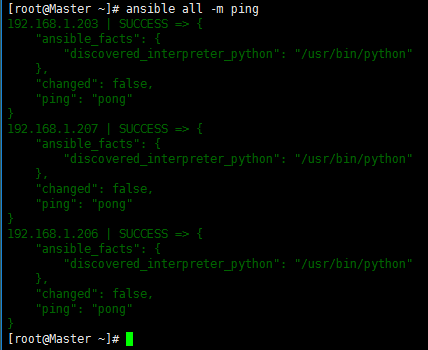 [root@Master ~]# ansible all -m ping
192.168.1.203 | SUCCESS => {
    "ansible_facts": {
        "discovered_interpreter_python": "/usr/bin/python"
    },
    "changed": false,
    "ping": "pong"
}
192.168.1.207 | SUCCESS => {
    "ansible_facts": {
        "discovered_interpreter_python": "/usr/bin/python"
    },
    "changed": false,
    "ping": "pong"
}
192.168.1.206 | SUCCESS => {
    "ansible_facts": {
        "discovered_interpreter_python": "/usr/bin/python"
    },
    "changed": false,
    "ping": "pong"
}
[root@Master ~]#